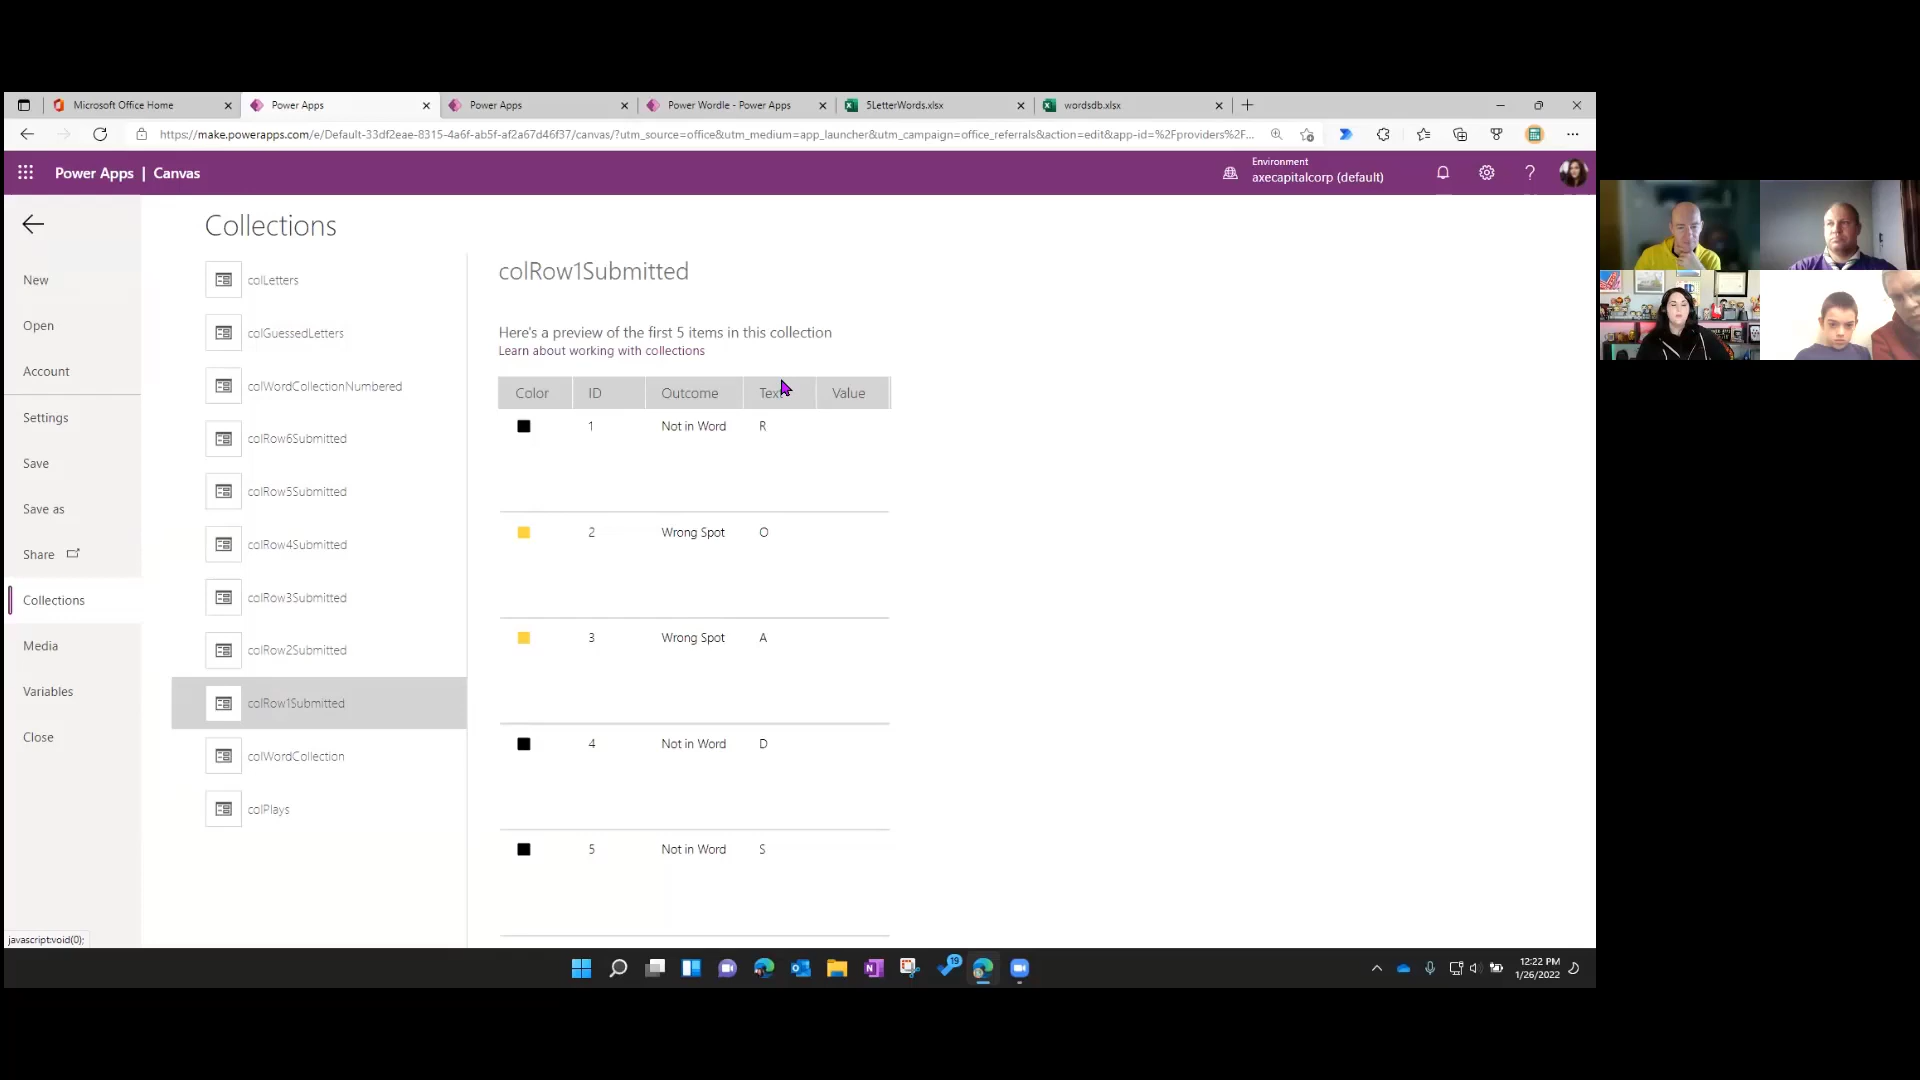 Microsoft Office Home
Power Apps
Power Apps
Power Wordle - Power Apps
5LetterWords.xlsx
wordsdb.xlsx
https://make.powerapps.com/e/Default-33df2eae-8315-4a6f-ab5f-af2a67d46f37/canvas/?utm_source=office&utm_medium=app_launcher&utm_campaign=office_referrals&action=edit&app-id=%2Fproviders%2F...
Power Apps | Canvas
Environment
axecapitalcorp (default)
?
New
Open
Account
Settings
Save
Save as
Share
Collections
Media
Variables
Close
Collections
colLetters
colGuessedLetters
colWordCollectionNumbered
colRow6Submitted
colRow5Submitted
colRow4Submitted
colRow3Submitted
colRow2Submitted
colRow1Submitted
colWordCollection
colPlays
colRow1Submitted
Here's a preview of the first 5 items in this collection
Learn about working with collections
Color ID Outcome Text Value
1 Not in Word R
2 Wrong Spot O
3 Wrong Spot A
4 Not in Word D
5 Not in Word S
javascript:void(0);
19
12:22 PM
1/26/2022